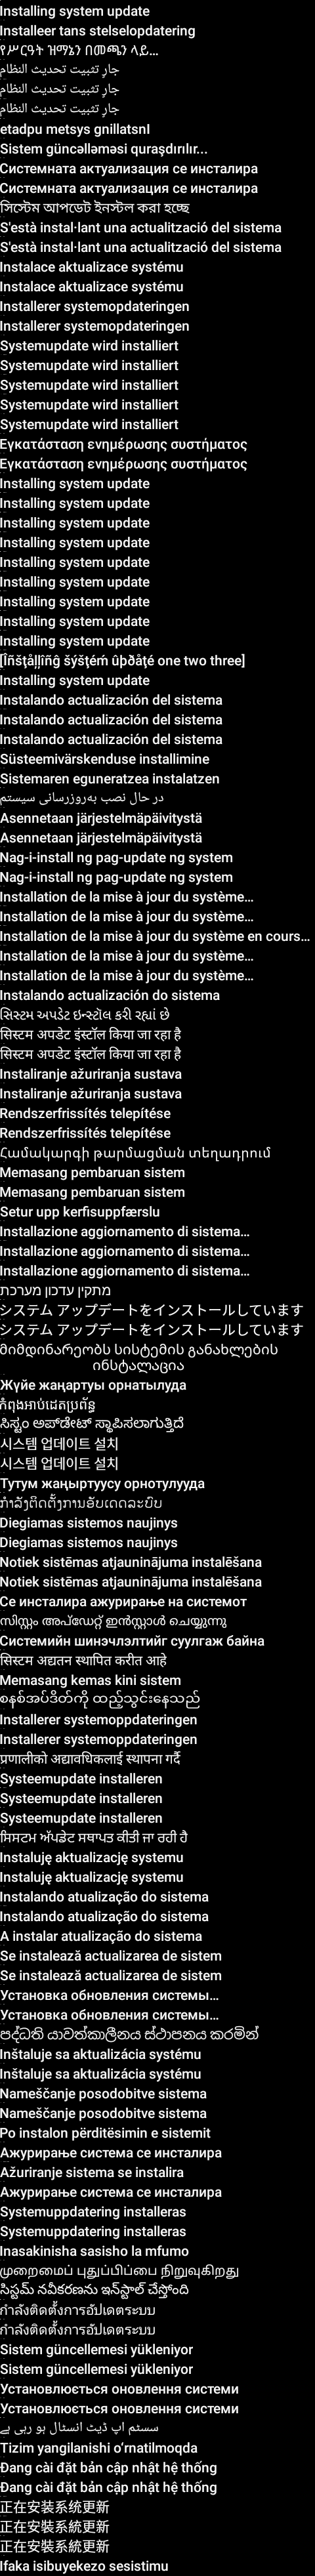 Installing system update
Installeer tans stelselopdatering
የሥርዓት ዝማኔን በመጫን ላይ…
جارٍ تثبيت تحديث النظام
جارٍ تثبيت تحديث النظام
جارٍ تثبيت تحديث النظام
etadpu metsys gnillatsnI
Sistem güncəlləməsi quraşdırılır...
Системната актуализация се инсталира
Системната актуализация се инсталира
সিস্টেম আপডেট ইনস্টল করা হচ্ছে
S'està instal·lant una actualització del sistema
S'està instal·lant una actualització del sistema
Instalace aktualizace systému
Instalace aktualizace systému
Installerer systemopdateringen
Installerer systemopdateringen
Systemupdate wird installiert
Systemupdate wird installiert
Systemupdate wird installiert
Systemupdate wird installiert
Systemupdate wird installiert
Εγκατάσταση ενημέρωσης συστήματος
Εγκατάσταση ενημέρωσης συστήματος
Installing system update
Installing system update
Installing system update
Installing system update
Installing system update
Installing system update
Installing system update
Installing system update
Installing system update
[Îñšţåļļîñĝ šýšţéḿ ûþðåţé one two three]
Installing system update
Instalando actualización del sistema
Instalando actualización del sistema
Instalando actualización del sistema
Süsteemivärskenduse installimine
Sistemaren eguneratzea instalatzen
در حال نصب به‌روزرسانی سیستم
Asennetaan järjestelmäpäivitystä
Asennetaan järjestelmäpäivitystä
Nag-i-install ng pag-update ng system
Nag-i-install ng pag-update ng system
Installation de la mise à jour du système…
Installation de la mise à jour du système…
Installation de la mise à jour du système en cours…
Installation de la mise à jour du système…
Installation de la mise à jour du système…
Instalando actualización do sistema
સિસ્ટમ અપડેટ ઇન્સ્ટૉલ કરી રહ્યાં છે
सिस्टम अपडेट इंस्टॉल किया जा रहा है
सिस्टम अपडेट इंस्टॉल किया जा रहा है
Instaliranje ažuriranja sustava
Instaliranje ažuriranja sustava
Rendszerfrissítés telepítése
Rendszerfrissítés telepítése
Համակարգի թարմացման տեղադրում
Memasang pembaruan sistem
Memasang pembaruan sistem
Setur upp kerfisuppfærslu
Installazione aggiornamento di sistema…
Installazione aggiornamento di sistema…
Installazione aggiornamento di sistema…
מתקין עדכון מערכת
システム アップデートをインストールしています
システム アップデートをインストールしています
მიმდინარეობს სისტემის განახლების
ინსტალაცია
Жүйе жаңартуы орнатылуда
កំពុងអាប់ដេតប្រព័ន្ធ
ಸಿಸ್ಟಂ ಅಪ್‌ಡೇಟ್‌ ಸ್ಥಾಪಿಸಲಾಗುತ್ತಿದೆ
시스템 업데이트 설치
시스템 업데이트 설치
Тутум жаңыртуусу орнотулууда
ກຳລັງຕິດຕັ້ງການອັບເດດລະບົບ
Diegiamas sistemos naujinys
Diegiamas sistemos naujinys
Notiek sistēmas atjauninājuma instalēšana
Notiek sistēmas atjauninājuma instalēšana
Се инсталира ажурирање на системот
സിസ്റ്റം അപ്ഡേറ്റ് ഇൻസ്റ്റാൾ ചെയ്യുന്നു
Системийн шинэчлэлтийг суулгаж байна
सिस्टम अद्यतन स्थापित करीत आहे
Memasang kemas kini sistem
စနစ်အပ်ဒိတ်ကို ထည့်သွင်းနေသည်
Installerer systemoppdateringen
Installerer systemoppdateringen
प्रणालीको अद्यावधिकलाई स्थापना गर्दै
Systeemupdate installeren
Systeemupdate installeren
Systeemupdate installeren
ਸਿਸਟਮ ਅੱਪਡੇਟ ਸਥਾਪਤ ਕੀਤੀ ਜਾ ਰਹੀ ਹੈ
Instaluję aktualizację systemu
Instaluję aktualizację systemu
Instalando atualização do sistema
Instalando atualização do sistema
A instalar atualização do sistema
Se instalează actualizarea de sistem
Se instalează actualizarea de sistem
Установка обновления системы…
Установка обновления системы…
පද්ධති යාවත්කාලීනය ස්ථාපනය කරමින්
Inštaluje sa aktualizácia systému
Inštaluje sa aktualizácia systému
Nameščanje posodobitve sistema
Nameščanje posodobitve sistema
Po instalon përditësimin e sistemit
Ажурирање система се инсталира
Ažuriranje sistema se instalira
Ажурирање система се инсталира
Systemuppdatering installeras
Systemuppdatering installeras
Inasakinisha sasisho la mfumo
முறைமைப் புதுப்பிப்பை நிறுவுகிறது
సిస్టమ్ నవీకరణను ఇన్‌స్టాల్ చేస్తోంది
กำลังติดตั้งการอัปเดตระบบ
กำลังติดตั้งการอัปเดตระบบ
Sistem güncellemesi yükleniyor
Sistem güncellemesi yükleniyor
Установлюється оновлення системи
Установлюється оновлення системи
سسٹم اپ ڈیٹ انسٹال ہو رہی ہے
Tizim yangilanishi o‘rnatilmoqda
Đang cài đặt bản cập nhật hệ thống
Đang cài đặt bản cập nhật hệ thống
正在安装系统更新
正在安裝系統更新
正在安裝系統更新
Ifaka isibuyekezo sesistimu